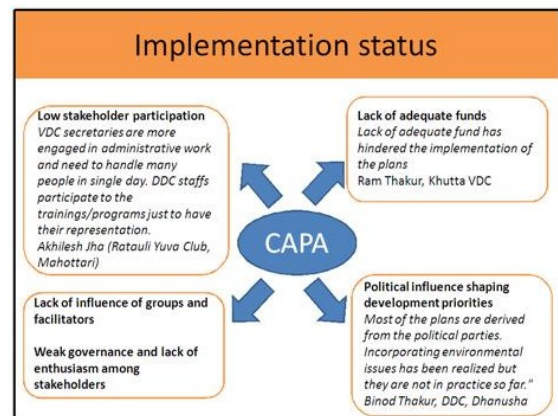 Implementation status
Low stakeholder participation
VDC secretaries are more
engaged in administrative work
and need to handle many
people in single day. DDC staffs
participate to the
trainings/programs just to have
their representation.
Akhilesh Jha (Ratauli Yuva Club,
Mahottari)
Lack of adequate funds
Lack of adequate fund has
hindered the implementation of
the plans
Ram Thakur, Khutta VDC
CAPA
Lack of influence of groups and
facilitators
Weak governance and lack of
enthusiasm among
stakeholders
Political influence shaping
development priorities
Most of the plans are derived
from the political parties.
Incorporating environmental
issues has been realized but
they are not in practice so far."
Binod Thakur, DDC, Dhanusha